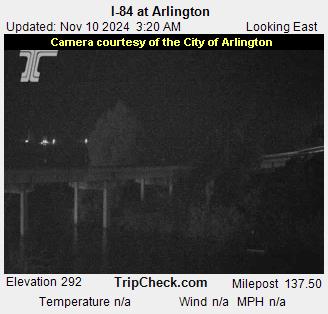 I-84 at Arlington
Updated: Nov 10 2024 3:20 AM Looking East
Camera courtesy of the City of Arlington
Elevation 292 TripCheck.com Milepost 137.50
Temperature n/a Wind n/a MPH n/a